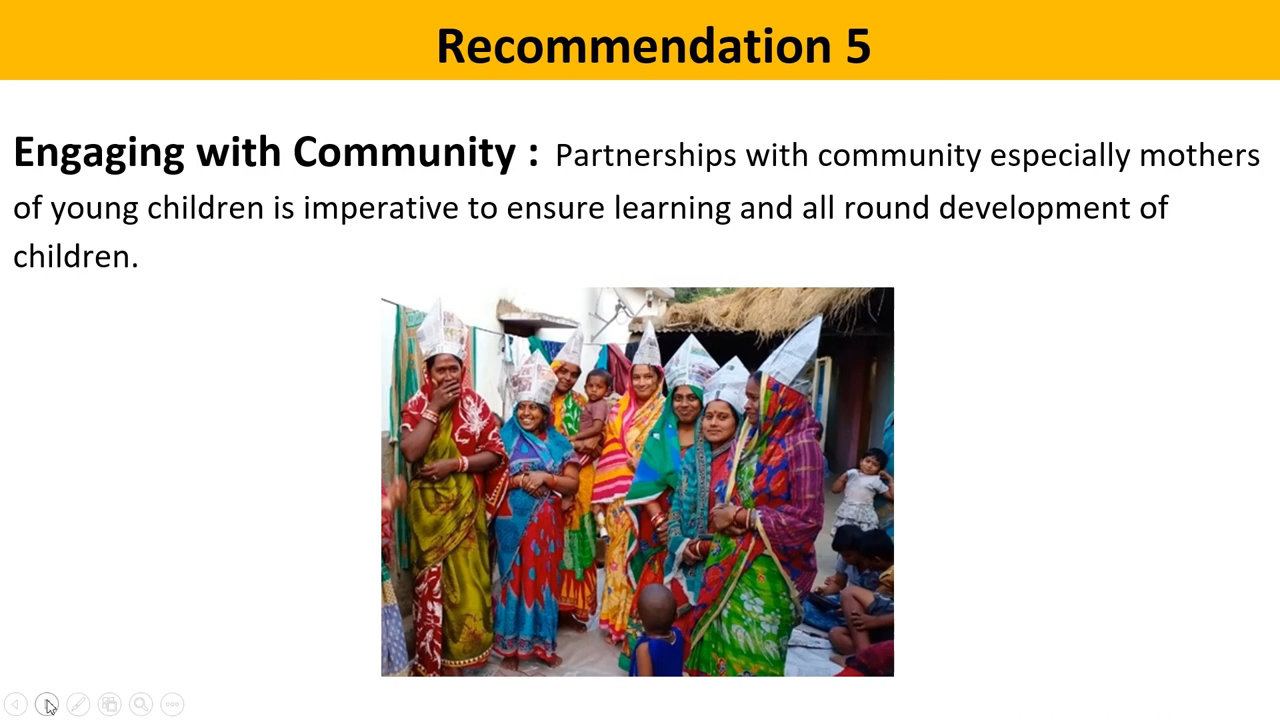 Recommendation 5
Engaging with Community : Partnerships with community especially mothers
of young children is imperative to ensure learning and all round development of
children.